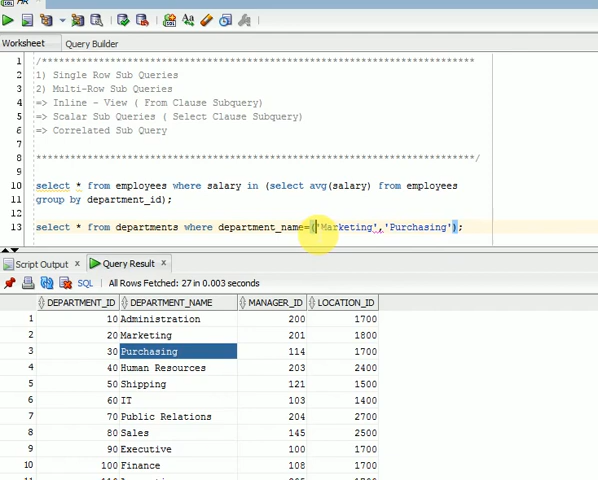 HR
Worksheet Query Builder
1 /*************************************************************************
2 1) Single Row Sub Queries
3 2) Multi-Row Sub Queries
4 => Inline - View ( From Clause Subquery)
5 => Scalar Sub Queries ( Select Clause Subquery)
6 => Correlated Sub Query
7
8 *************************************************************************/
9
10 select * from employees where salary in (select avg(salary) from employees
11 group by department_id);
12
13 select * from departments where department_name=('Marketing','Purchasing');
Script Output × Query Result ×
SQL | All Rows Fetched: 27 in 0.003 seconds
DEPARTMENT_ID DEPARTMENT_NAME MANAGER_ID LOCATION_ID
1 10 Administration 200 1700
2 20 Marketing 201 1800
3 30 Purchasing 114 1700
4 40 Human Resources 203 2400
5 50 Shipping 121 1500
6 60 IT 103 1400
7 70 Public Relations 204 2700
8 80 Sales 145 2500
9 90 Executive 100 1700
10 100 Finance 108 1700